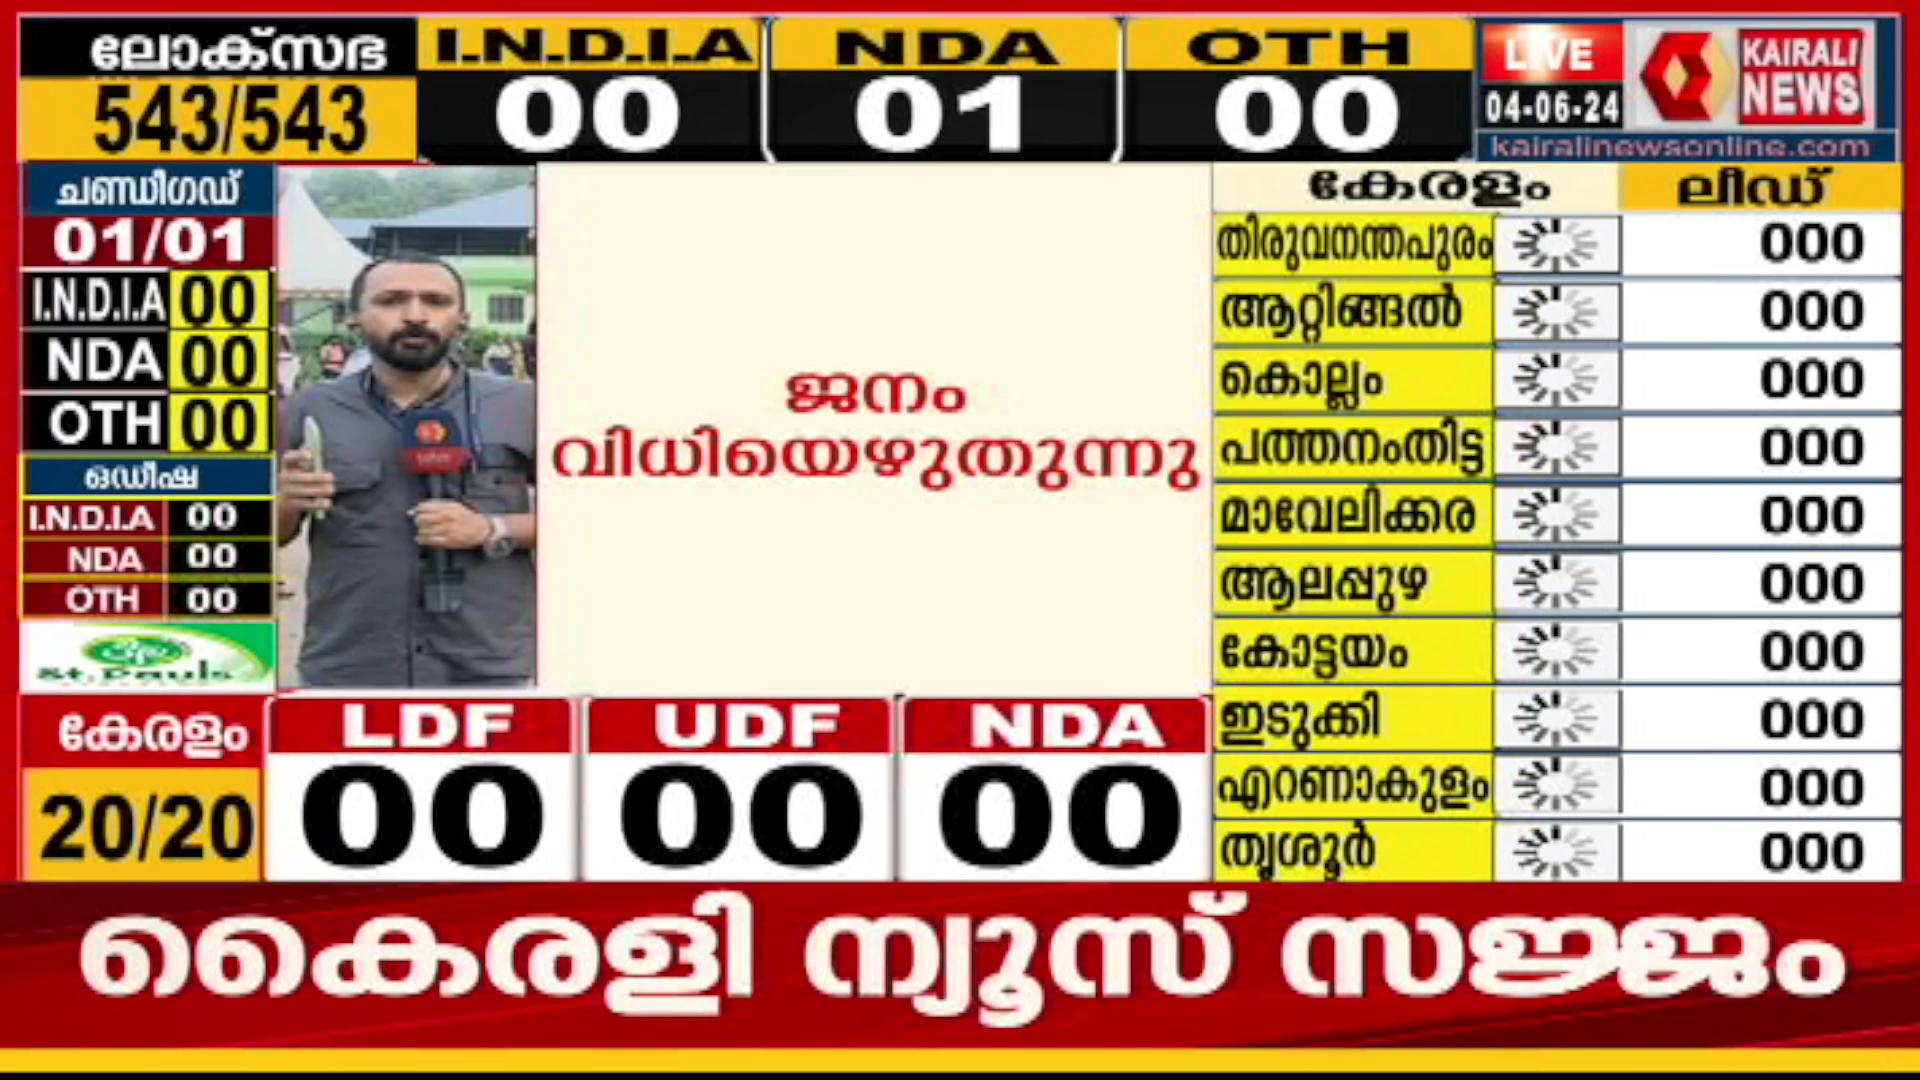 ലോക്സഭ
543/543
I.N.D.I.A
00
NDA
01
OTH
00
LIVE
04-06-24
KAIRALI
NEWS
kairalinewsonline.com
ചണ്ഡീഗഡ്
01/01
I.N.D.I.A 00
NDA 00
OTH 00
ഒഡീഷ
I.N.D.I.A 00
NDA 00
OTH 00
St. Pauls
ജനം
വിധിയെഴുതുന്നു
കേരളം ലീഡ്
തിരുവനന്തപുരം 000
ആറ്റിങ്ങൽ 000
കൊല്ലം 000
പത്തനംതിട്ട 000
മാവേലിക്കര 000
ആലപ്പുഴ 000
കോട്ടയം 000
ഇടുക്കി 000
എറണാകുളം 000
തൃശൂർ 000
കേരളം
20/20
LDF
00
UDF
00
NDA
00
കൈരളി ന്യൂസ് സജ്ജം